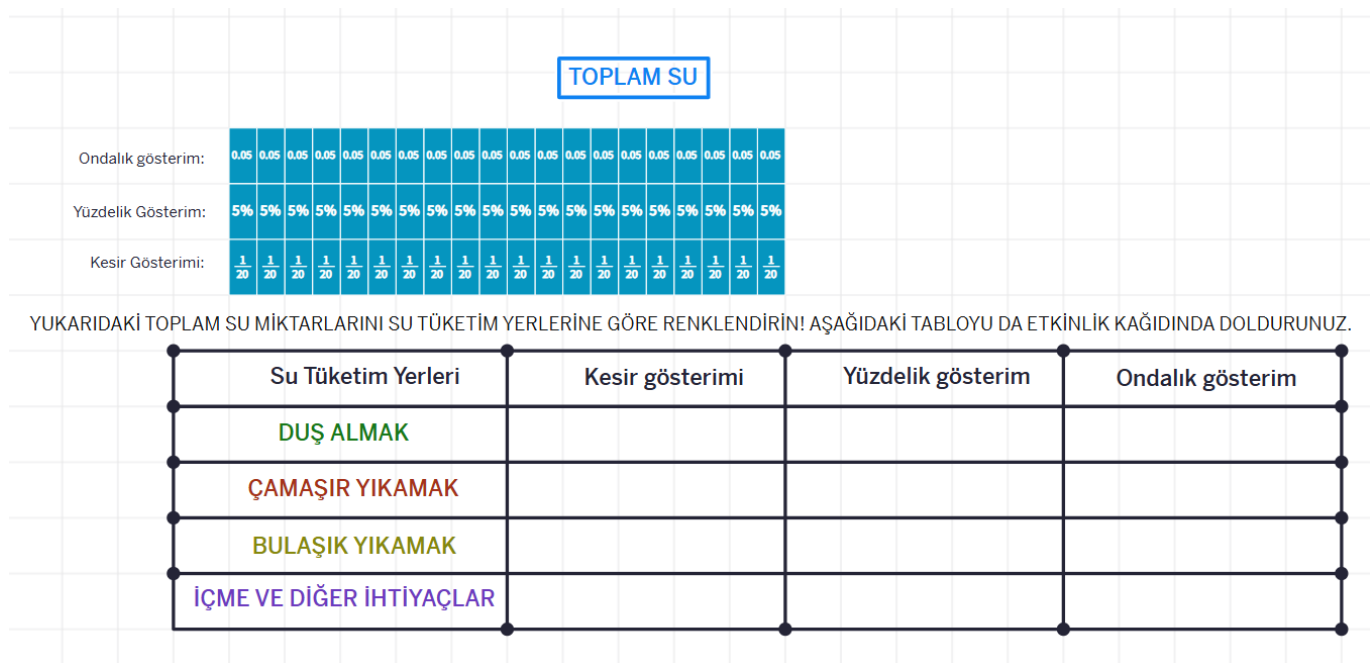 TOPLAM SU
Ondalık gösterim: 0.05 0.05 0.05 0.05 0.05 0.05 0.05 0.05 0.05 0.05 0.05 0.05 0.05 0.05 0.05 0.05 0.05 0.05 0.05 0.05
Yüzdelik Gösterim: 5% 5% 5% 5% 5% 5% 5% 5% 5% 5% 5% 5% 5% 5% 5% 5% 5% 5% 5% 5%
Kesir Gösterimi: 1/20 1/20 1/20 1/20 1/20 1/20 1/20 1/20 1/20 1/20 1/20 1/20 1/20 1/20 1/20 1/20 1/20 1/20 1/20 1/20
YUKARIDAKİ TOPLAM SU MİKTARLARINI SU TÜKETİM YERLERİNE GÖRE RENKLENDİRİN! AŞAĞIDAKİ TABLOYU DA ETKİNLİK KAĞIDINDA DOLDURUNUZ.
Su Tüketim Yerleri Kesir gösterimi Yüzdelik gösterim Ondalık gösterim
DUŞ ALMAK
ÇAMAŞIR YIKAMAK
BULAŞIK YIKAMAK
İÇME VE DİĞER İHTİYAÇLAR